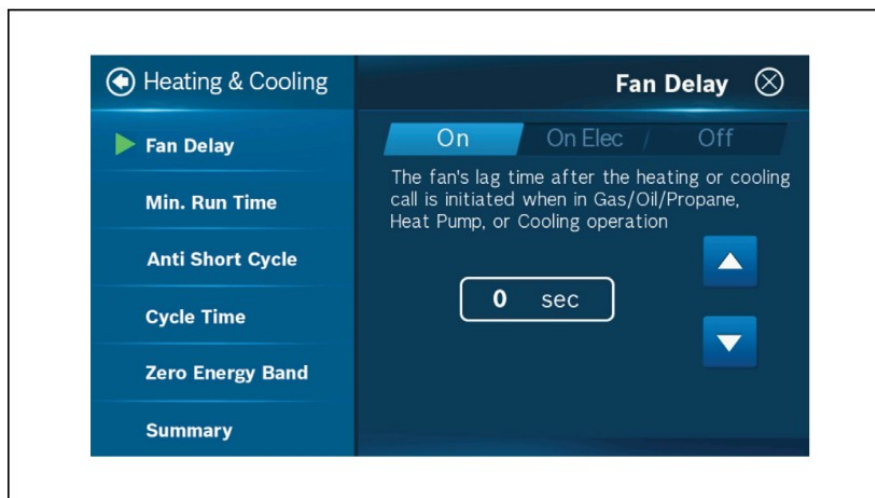 Heating & Cooling
Fan Delay
Min. Run Time
Anti Short Cycle
Cycle Time
Zero Energy Band
Summary
Fan Delay
On
On Elec
Off
The fan's lag time after the heating or cooling
call is initiated when in Gas/Oil/Propane,
Heat Pump, or Cooling operation
0 sec